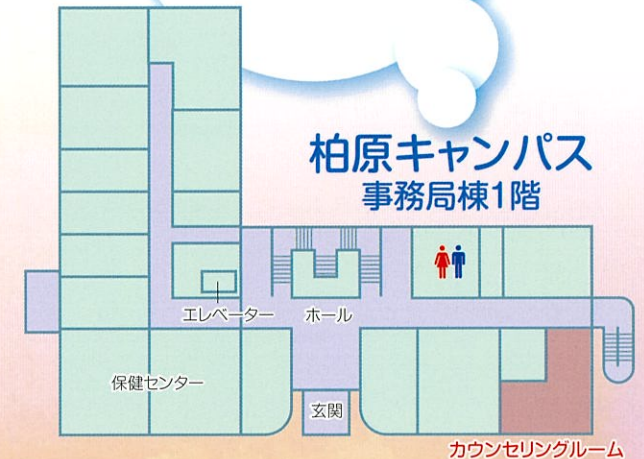 柏原キャンパス
事務局棟1階
エレベーター
ホール
保健センター
玄関
カウンセリングルーム